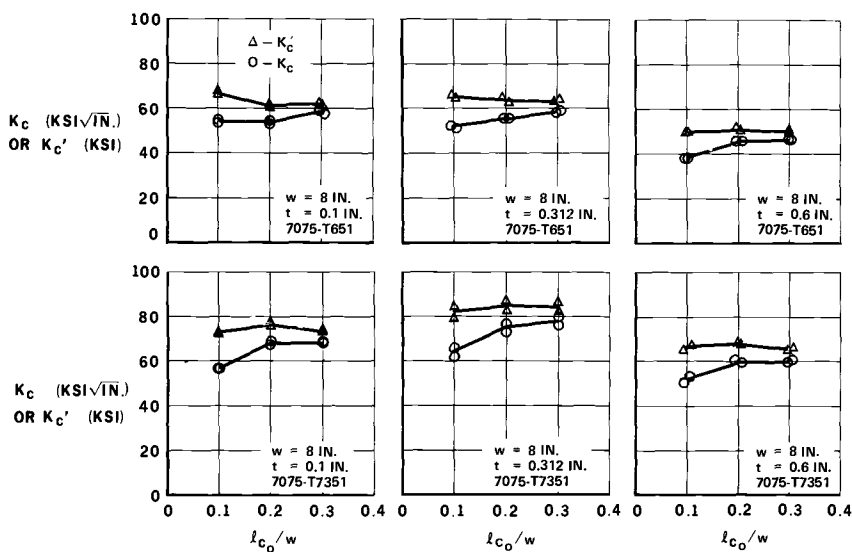 100
80
60
40
20
0
K_C (KSI√IN.)
OR K_C' (KSI)
Δ – K_C'
O – K_C
w = 8 IN.
t = 0.1 IN.
7075-T651
w = 8 IN.
t = 0.312 IN.
7075-T651
w = 8 IN.
t = 0.6 IN.
7075-T651
100
80
60
40
20
0
K_C (KSI√IN.)
OR K_C' (KSI)
w = 8 IN.
t = 0.1 IN.
7075-T7351
w = 8 IN.
t = 0.312 IN.
7075-T7351
w = 8 IN.
t = 0.6 IN.
7075-T7351
0 0.1 0.2 0.3 0.4
0 0.1 0.2 0.3 0.4
0 0.1 0.2 0.3 0.4
ℓ_C₀/w
ℓ_C₀/w
ℓ_C₀/w